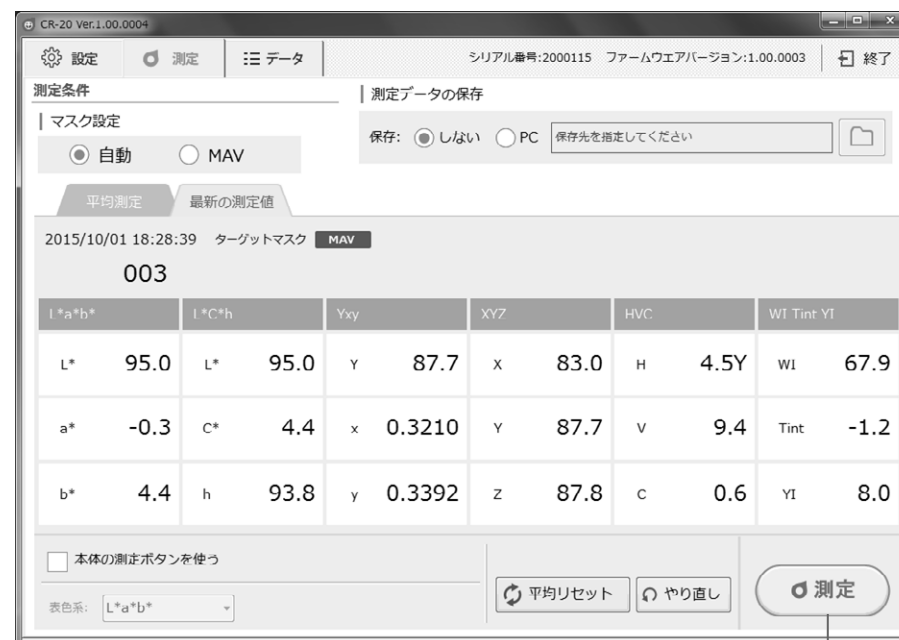 CR-20 Ver.1.00.0004
設定 測定 データ シリアル番号:2000115 ファームウエアバージョン:1.00.0003 終了
測定条件
マスク設定
自動 MAV
測定データの保存
保存: しない PC 保存先を指定してください
平均測定 最新の測定値
2015/10/01 18:28:39 ターゲットマスク MAV
003
L*a*b* L*C*h Yxy XYZ HVC WI Tint YI
L* 95.0 L* 95.0 Y 87.7 X 83.0 H 4.5Y WI 67.9
a* -0.3 C* 4.4 x 0.3210 Y 87.7 V 9.4 Tint -1.2
b* 4.4 h 93.8 y 0.3392 Z 87.8 C 0.6 YI 8.0
本体の測定ボタンを使う
表色系: L*a*b*
平均リセット やり直し 測定